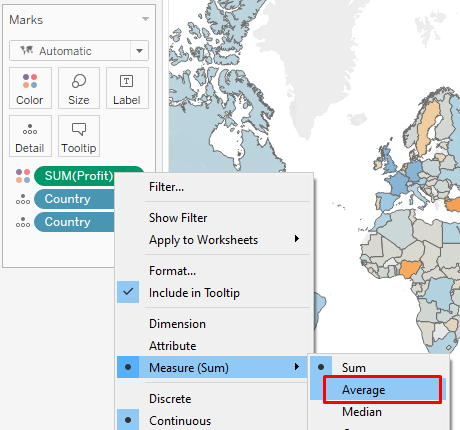 Marks
Automatic
Color Size Label
Detail Tooltip
SUM(Profit)
Country
Country
Filter...
Show Filter
Apply to Worksheets
Format...
Include in Tooltip
Dimension
Attribute
Measure (Sum)
Discrete
Continuous
Sum
Average
Median